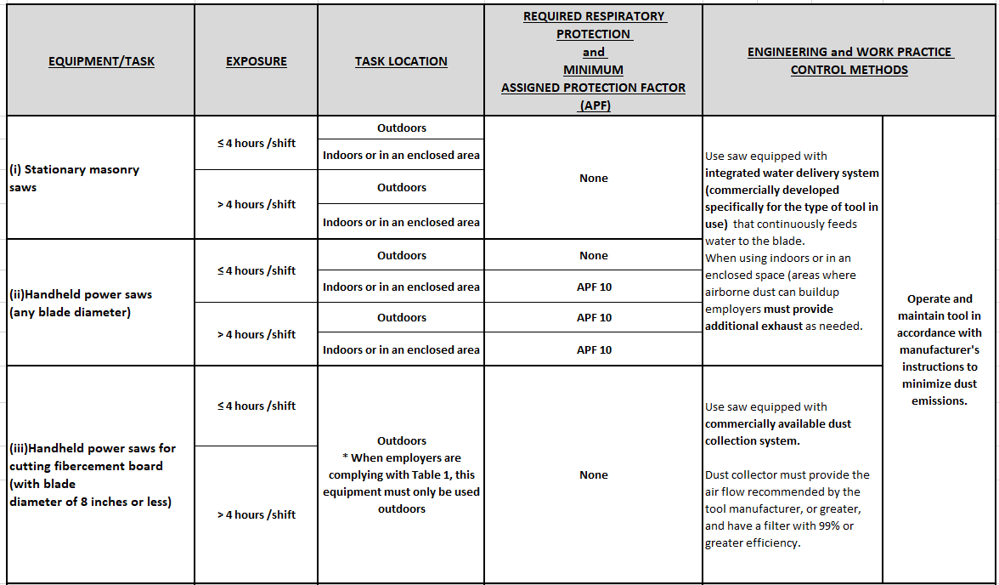 EQUIPMENT/TASK
EXPOSURE
TASK LOCATION
REQUIRED RESPIRATORY
PROTECTION
and
MINIMUM
ASSIGNED PROTECTION FACTOR
(APF)
ENGINEERING and WORK PRACTICE
CONTROL METHODS
(i) Stationary masonry
saws
≤ 4 hours /shift
Outdoors
Indoors or in an enclosed area
> 4 hours /shift
Outdoors
Indoors or in an enclosed area
None
Use saw equipped with
integrated water delivery system
(commercially developed
specifically for the type of tool in
use) that continuously feeds
water to the blade.
When using indoors or in an
enclosed space (areas where
airborne dust can buildup
employers must provide
additional exhaust as needed.
(ii)Handheld power saws
(any blade diameter)
≤ 4 hours /shift
Outdoors
None
Indoors or in an enclosed area
APF 10
> 4 hours /shift
Outdoors
APF 10
Indoors or in an enclosed area
APF 10
Operate and
maintain tool in
accordance with
manufacturer's
instructions to
minimize dust
emissions.
(iii)Handheld power saws for
cutting fibercement board
(with blade
diameter of 8 inches or less)
≤ 4 hours /shift
> 4 hours /shift
Outdoors
* When employers are
complying with Table 1, this
equipment must only be used
outdoors
None
Use saw equipped with
commercially available dust
collection system.
Dust collector must provide the
air flow recommended by the
tool manufacturer, or greater,
and have a filter with 99% or
greater efficiency.